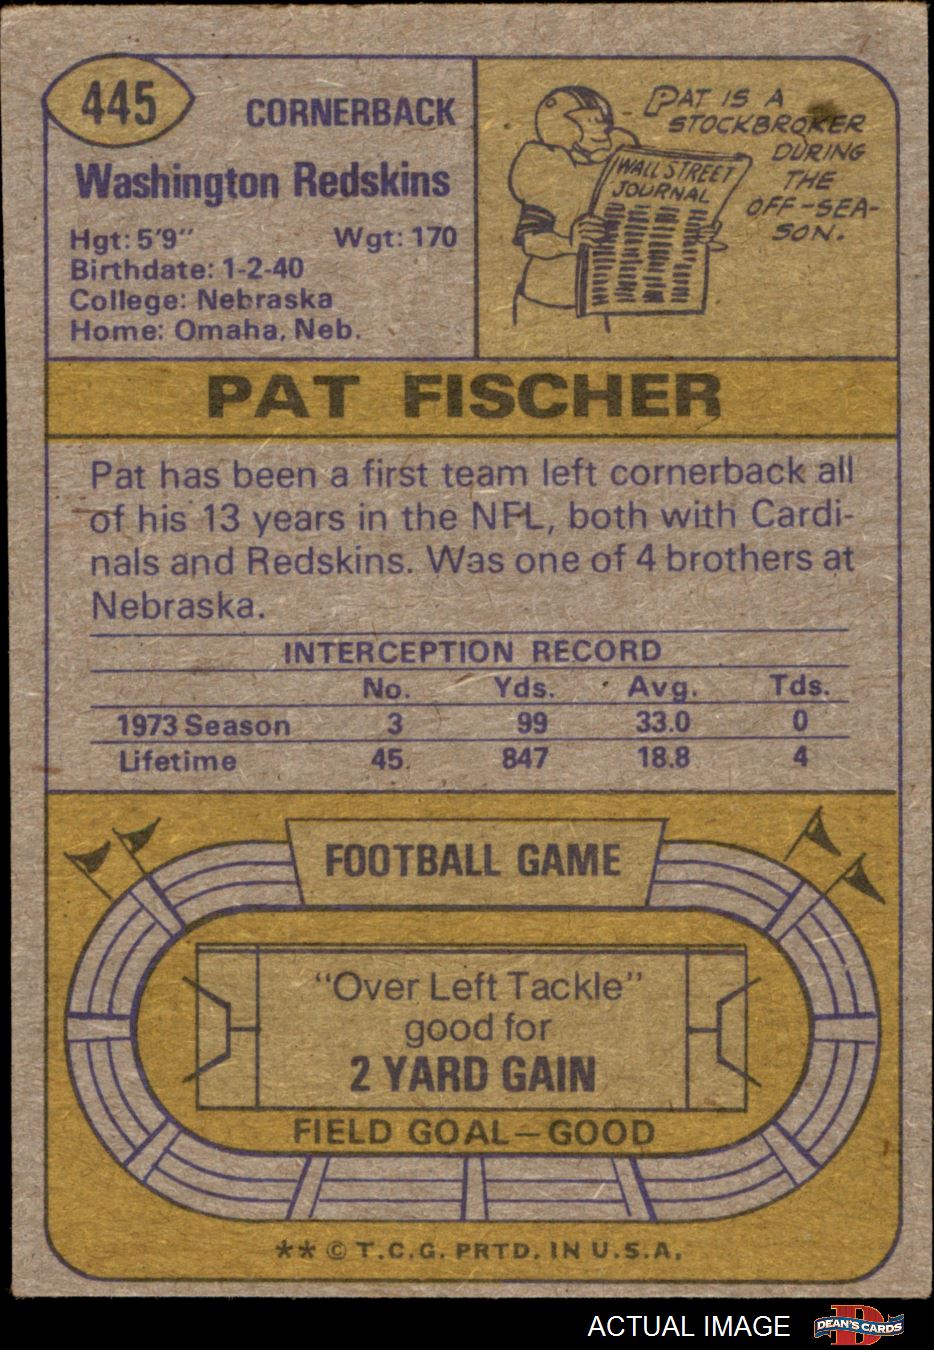 445
CORNERBACK
Washington Redskins
Hgt: 5'9" Wgt: 170
Birthdate: 1-2-40
College: Nebraska
Home: Omaha, Neb.
PAT IS A
STOCKBROKER
DURING
THE
OFF-SEA-
SON.
WALL STREET
JOURNAL
PAT FISCHER
Pat has been a first team left cornerback all
of his 13 years in the NFL, both with Cardi-
nals and Redskins. Was one of 4 brothers at
Nebraska.
INTERCEPTION RECORD
No. Yds. Avg. Tds.
1973 Season 3 99 33.0 0
Lifetime 45 847 18.8 4
FOOTBALL GAME
"Over Left Tackle"
good for
2 YARD GAIN
FIELD GOAL—GOOD
** © T.C.G. PRTD. IN U.S.A.
ACTUAL IMAGE
DEAN'S CARDS